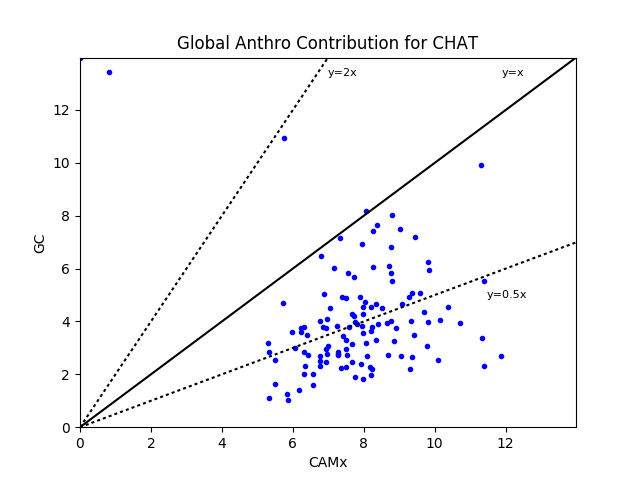 Global Anthro Contribution for CHAT
y=2x
y=x
y=0.5x
GC
12
10
8
6
4
2
0
0 2 4 6 8 10 12
CAMx